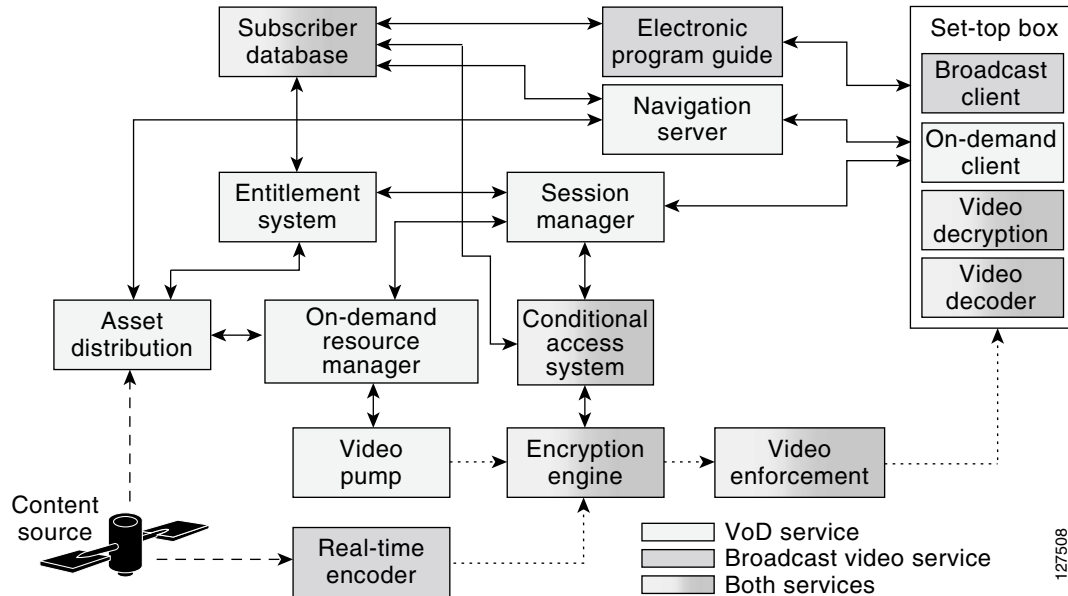 Subscriber
database
Electronic
program guide
Set-top box
Broadcast
client
Navigation
server
On-demand
client
Entitlement
system
Session
manager
Video
decryption
Video
decoder
Asset
distribution
On-demand
resource
manager
Conditional
access
system
Video
pump
Encryption
engine
Video
enforcement
Content
source
Real-time
encoder
VoD service
Broadcast video service
Both services
127508